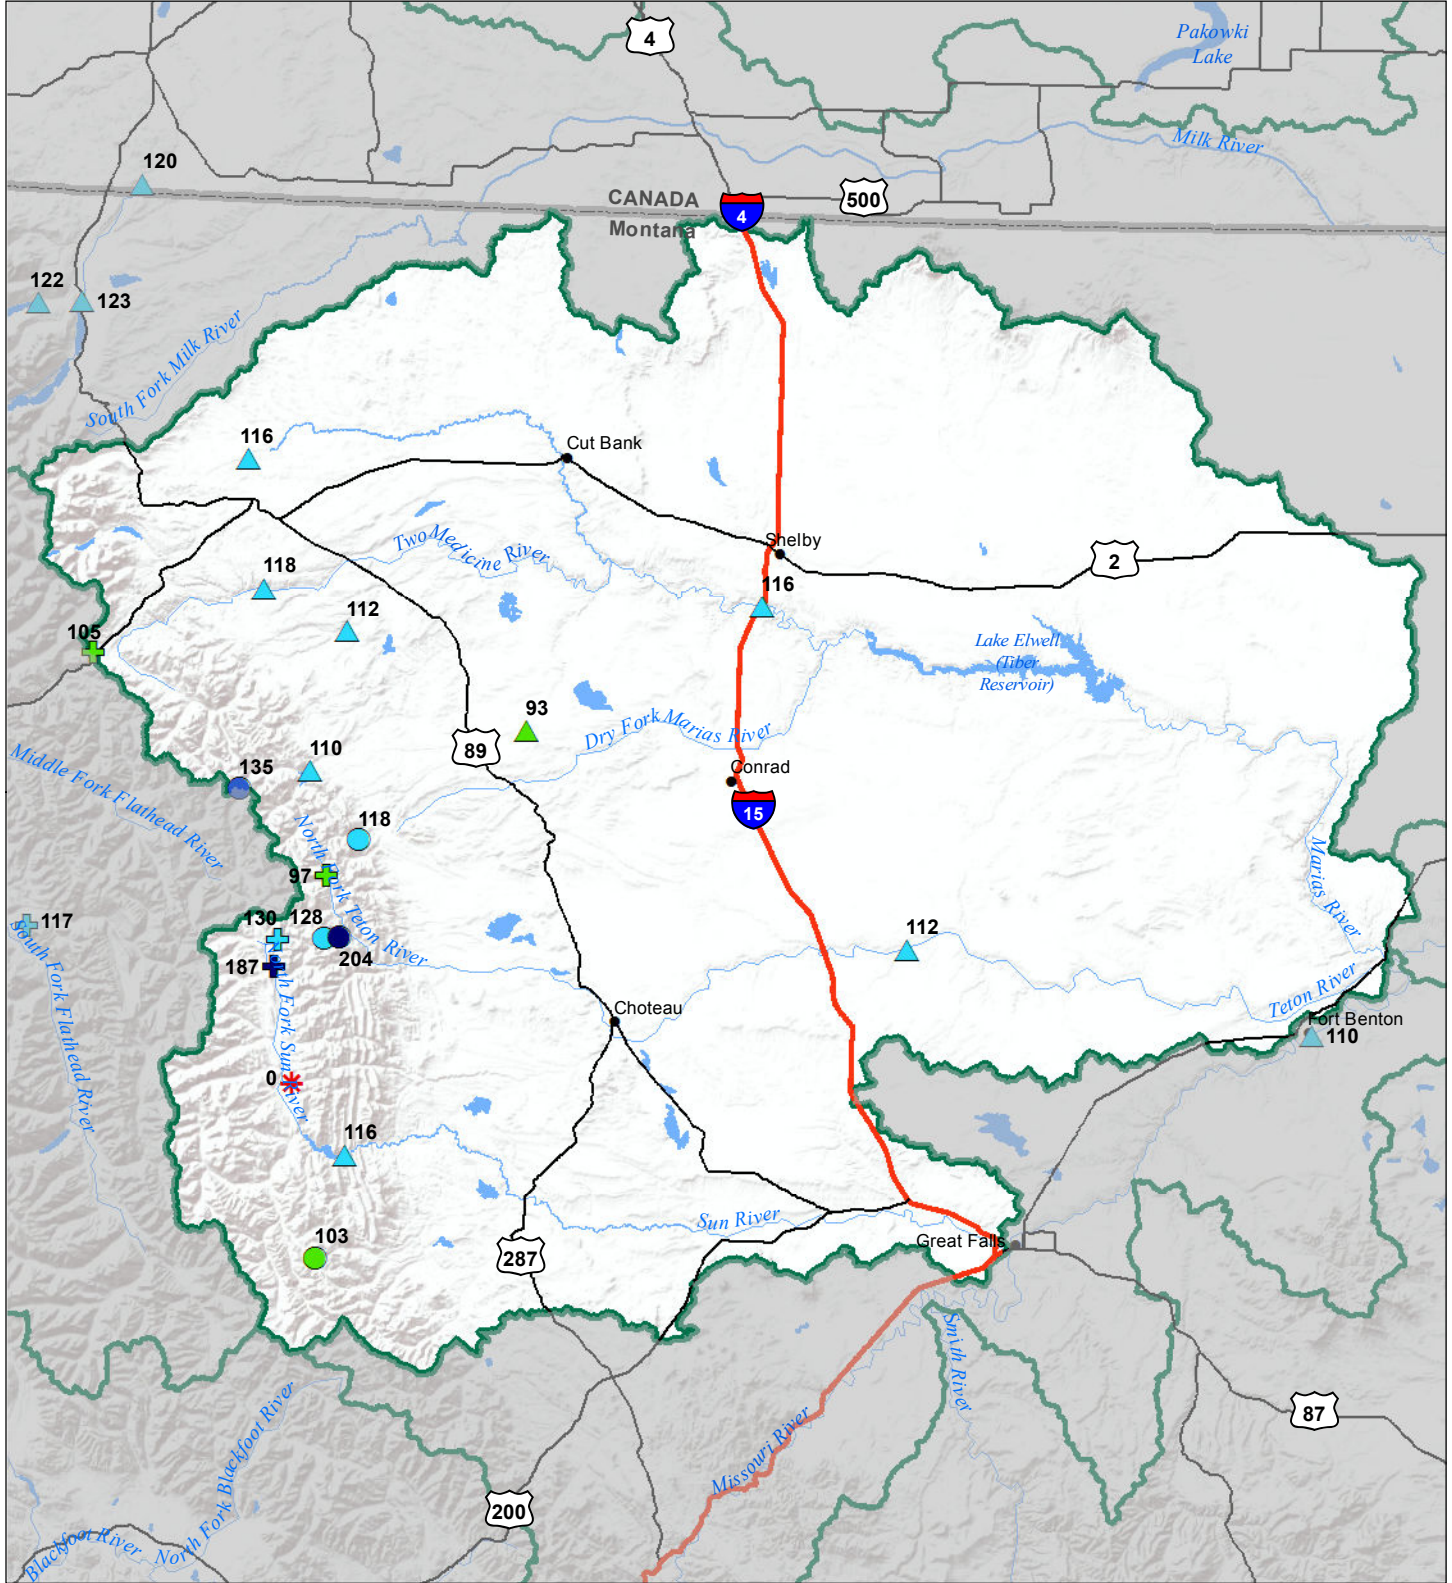 4
Pakowki
Lake
Milk River
120
CANADA
4
500
Montana
122
123
South Fork Milk River
116
Cut Bank
Two Medicine River
Shelby
2
118
112
116
105
Lake Elwell
(Tiber
Reservoir)
93
Dry Fork Marias River
89
Middle Fork Flathead River
135
110
Conrad
15
118
North Fork Teton River
97
Marias River
117
130
128
204
187
112
South Fork Flathead River
North Fork Sun River
Teton River
Choteau
Fort Benton
110
0
116
Sun River
103
287
Great Falls
Smith River
87
Missouri River
North Fork Blackfoot River
200
Blackfoot River